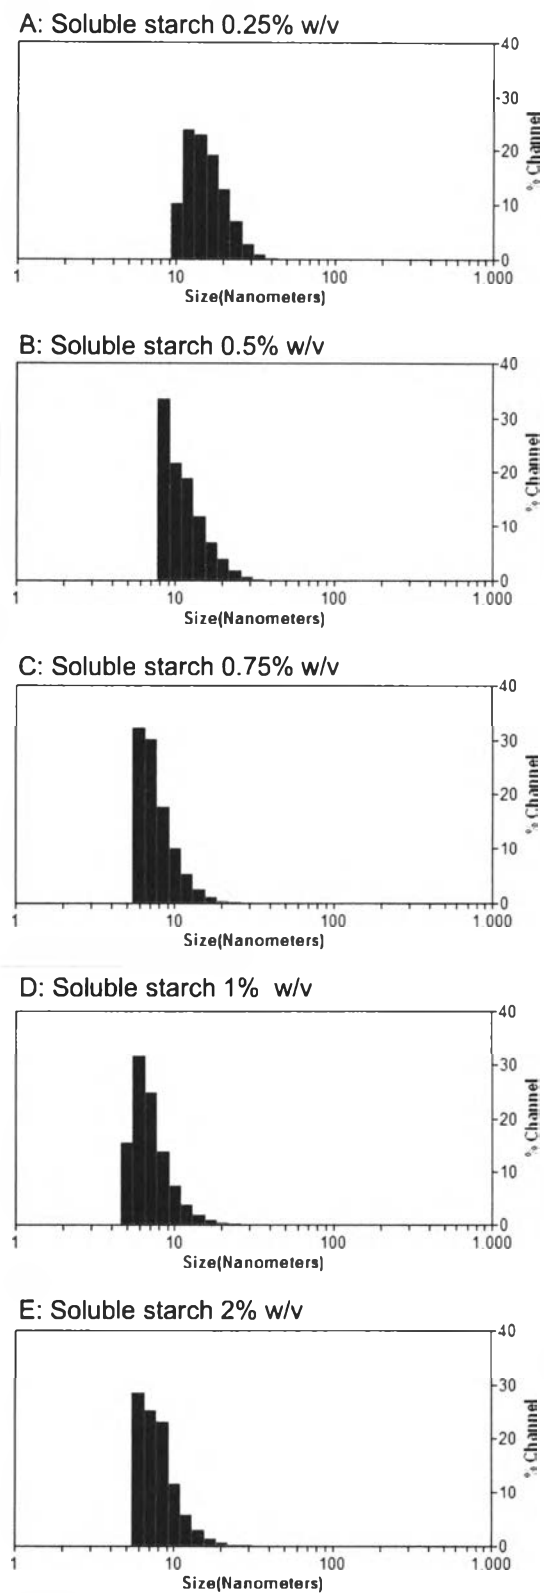 A: Soluble starch 0.25% w/v
40
30
20
10
0
% Channel
1 10 100 1.000
Size(Nanometers)
B: Soluble starch 0.5% w/v
40
30
20
10
0
% Channel
1 10 100 1.000
Size(Nanometers)
C: Soluble starch 0.75% w/v
40
30
20
10
0
% Channel
1 10 100 1.000
Size(Nanometers)
D: Soluble starch 1% w/v
40
30
20
10
0
% Channel
1 10 100 1.000
Size(Nanometers)
E: Soluble starch 2% w/v
40
30
20
10
0
% Channel
1 10 100 1.000
Size(Nanometers)